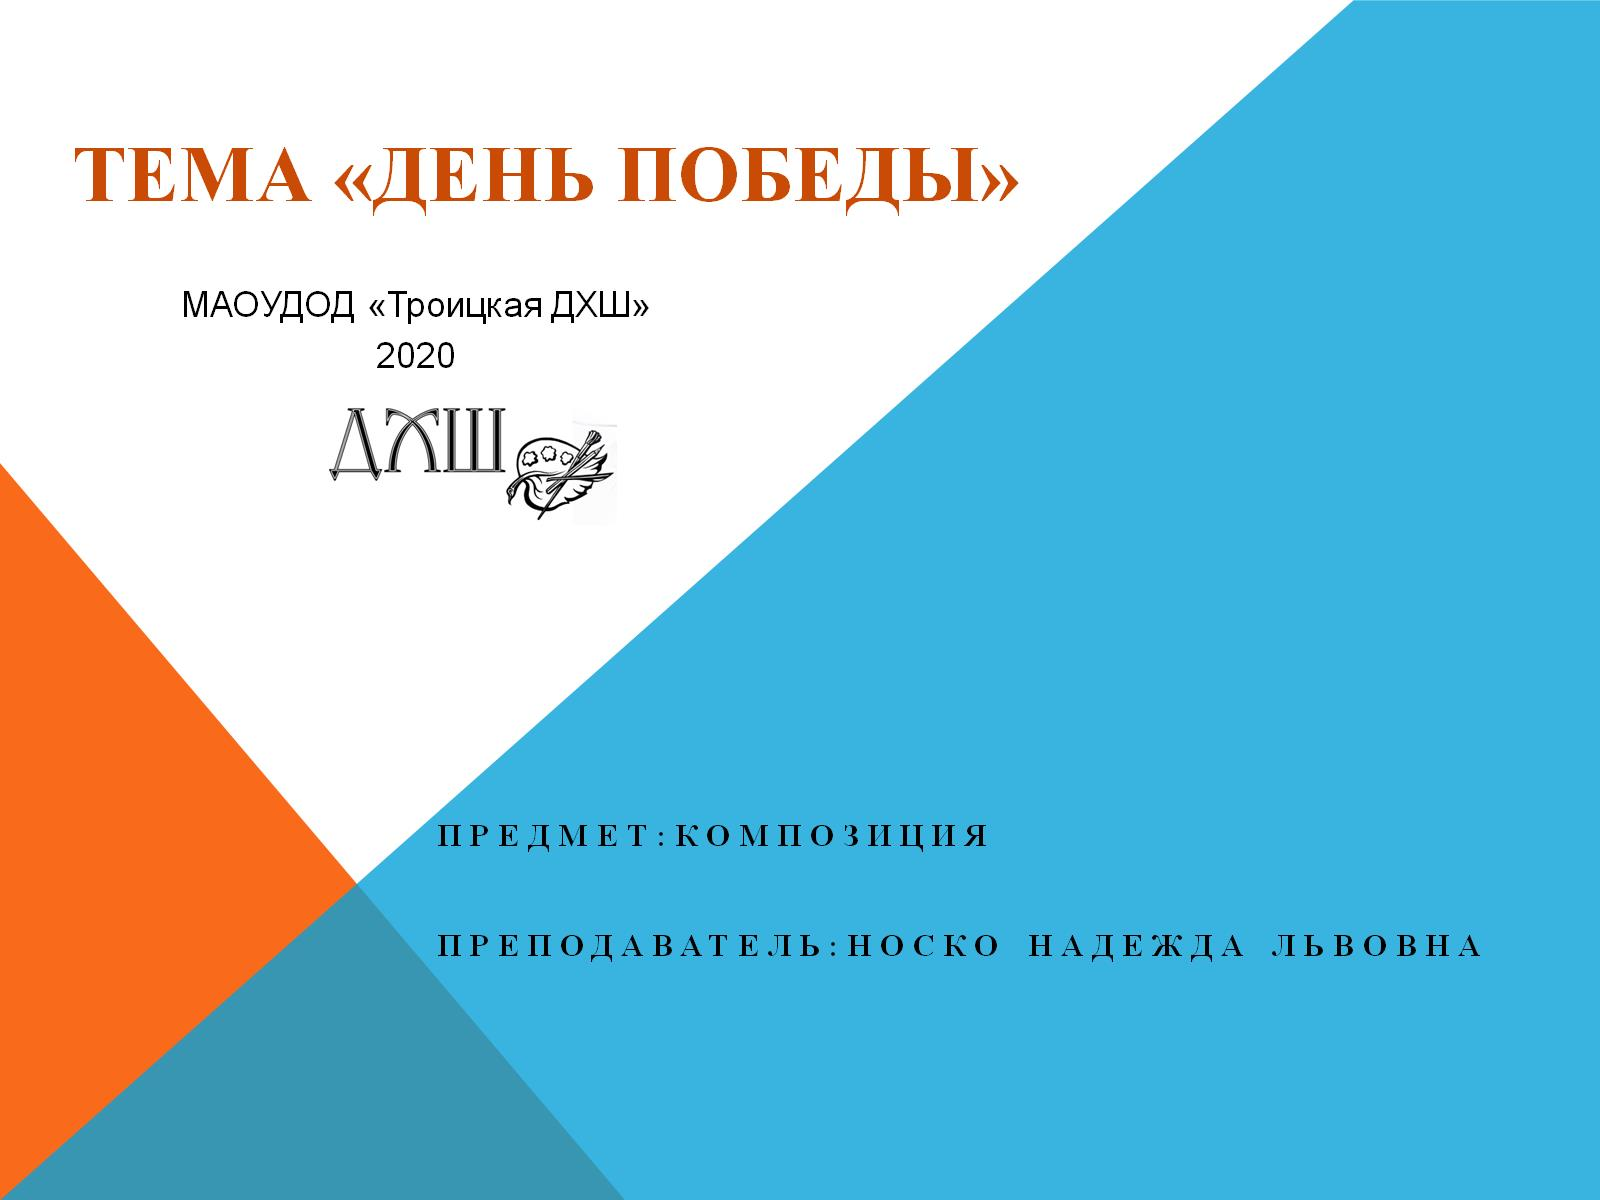 ТЕМА «ДЕНЬ ПОБЕДЫ»
МАОУДОД «Троицкая ДХШ»
2020
ДХШ
ПРЕДМЕТ:КОМПОЗИЦИЯ
ПРЕПОДАВАТЕЛЬ:НОСКО НАДЕЖДА ЛЬВОВНА